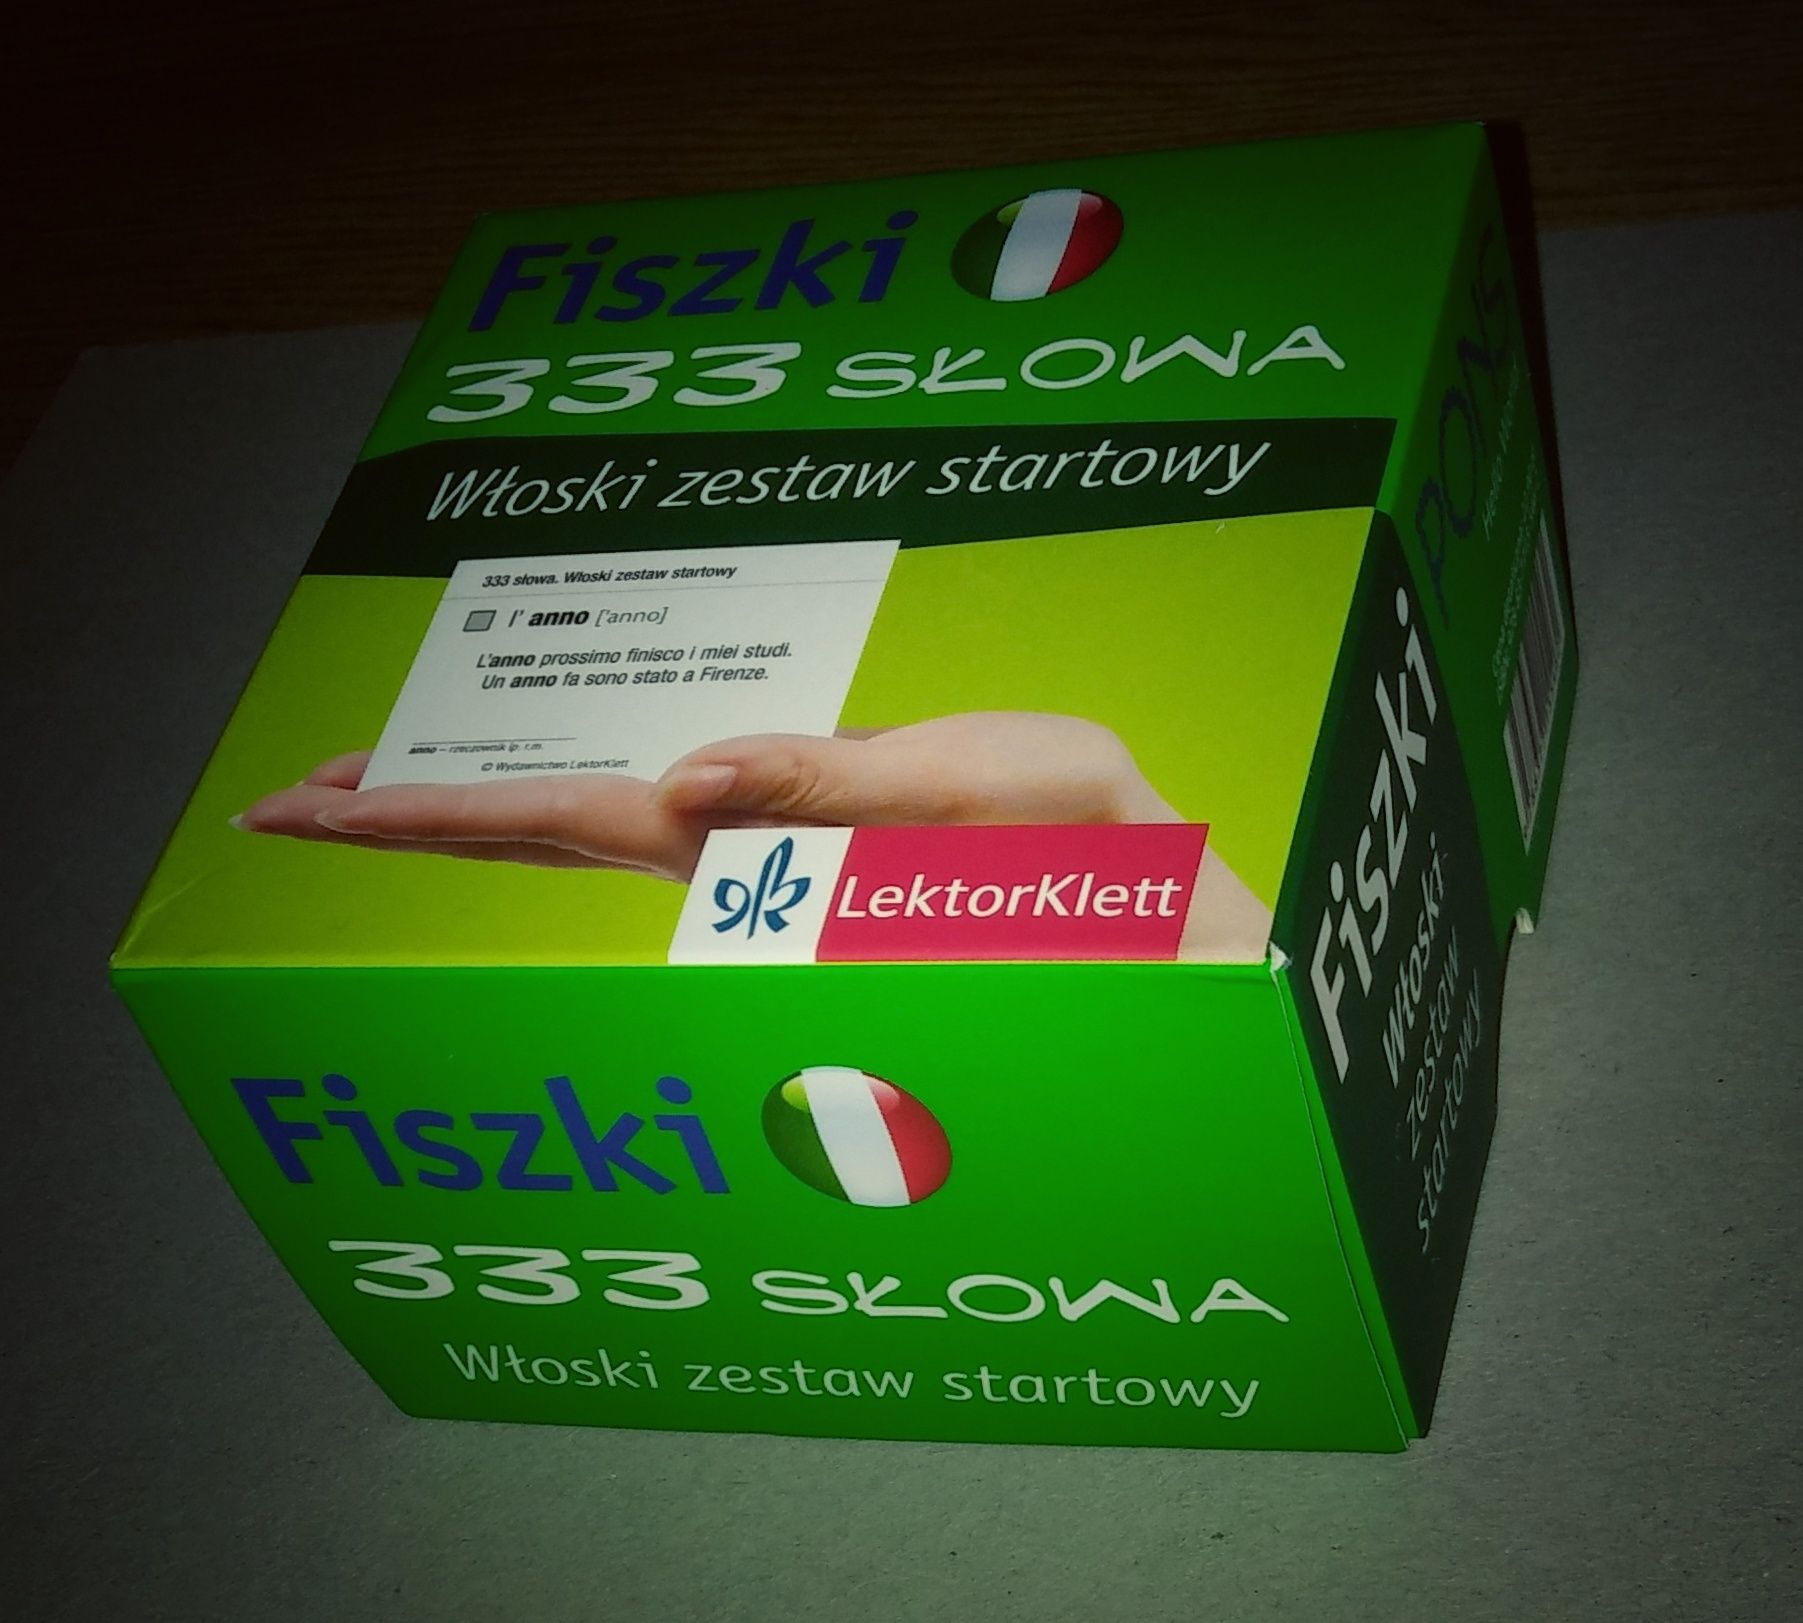 Fiszki
333 SŁOWA
Włoski zestaw startowy
333 słowa. Włoski zestaw startowy
l' anno ['anno]
L'anno prossimo finisco i miei studi.
Un anno fa sono stato a Firenze.
anno – rzeczownik lp. r.m.
© Wydawnictwo LektorKlett
LektorKlett
Fiszki
333 SŁOWA
Włoski zestaw startowy
Fiszki
Włoski
zestaw
startowy
PONS